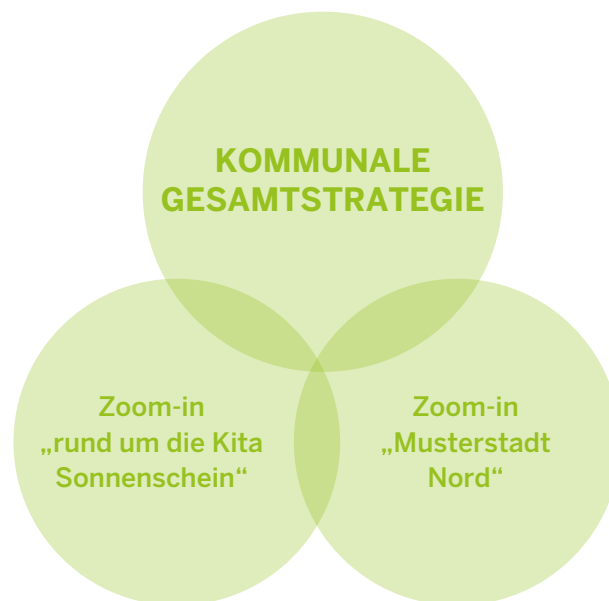 KOMMUNALE
GESAMTSTRATEGIE
Zoom-in
„rund um die Kita
Sonnenschein“
Zoom-in
„Musterstadt
Nord“